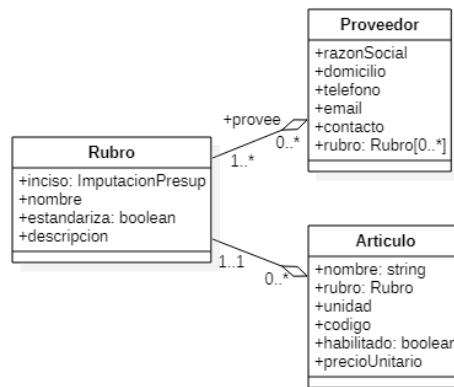 Proveedor
+razonSocial
+domicilio
+telefono
+email
+contacto
+rubro: Rubro[0..*]
+provee
0..*
1..*
Rubro
+inciso: ImputacionPresup
+nombre
+estandariza: boolean
+descripcion
1..1
0..*
Articulo
+nombre: string
+rubro: Rubro
+unidad
+codigo
+habilitado: boolean
+precioUnitario